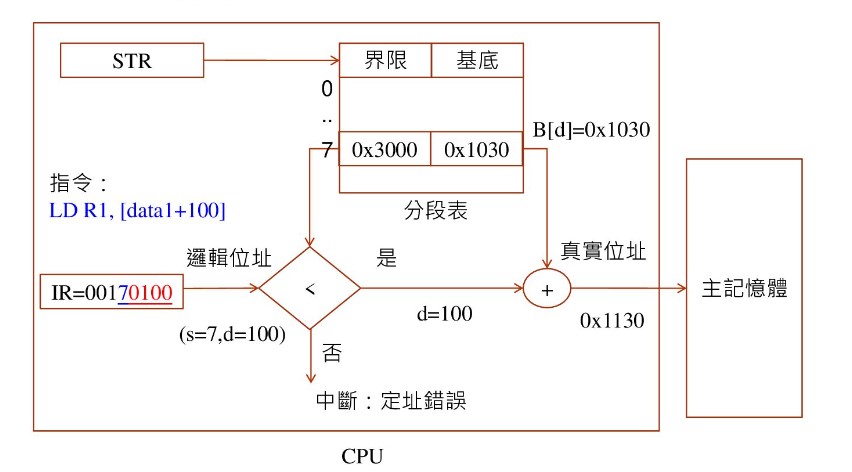 STR
界限 基底
0
..
7 0x3000 0x1030
B[d]=0x1030
分段表
指令：
LD R1, [data1+100]
邏輯位址
是
真實位址
IR=00170100
<
+
主記憶體
(s=7,d=100)
d=100
0x1130
否
中斷：定址錯誤
CPU